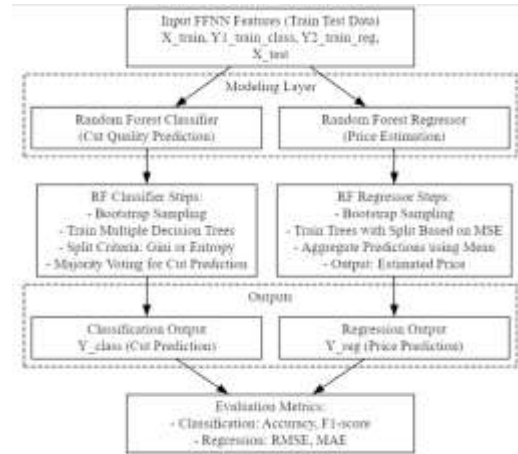 Input FFNN Features (Train Test Data)
X_train, Y1_train_class, Y2_train_reg,
X_test
Modeling Layer
Random Forest Classifier
(Cut Quality Prediction)
Random Forest Regressor
(Price Estimation)
RF Classifier Steps:
- Bootstrap Sampling
- Train Multiple Decision Trees
- Split Criteria: Gini or Entropy
- Majority Voting for Cut Prediction
RF Regressor Steps:
- Bootstrap Sampling
- Train Trees with Split Based on MSE
- Aggregate Predictions using Mean
- Output: Estimated Price
Outputs
Classification Output
Y_class (Cut Prediction)
Regression Output
Y_reg (Price Prediction)
Evaluation Metrics:
- Classification: Accuracy, F1-score
- Regression: RMSE, MAE